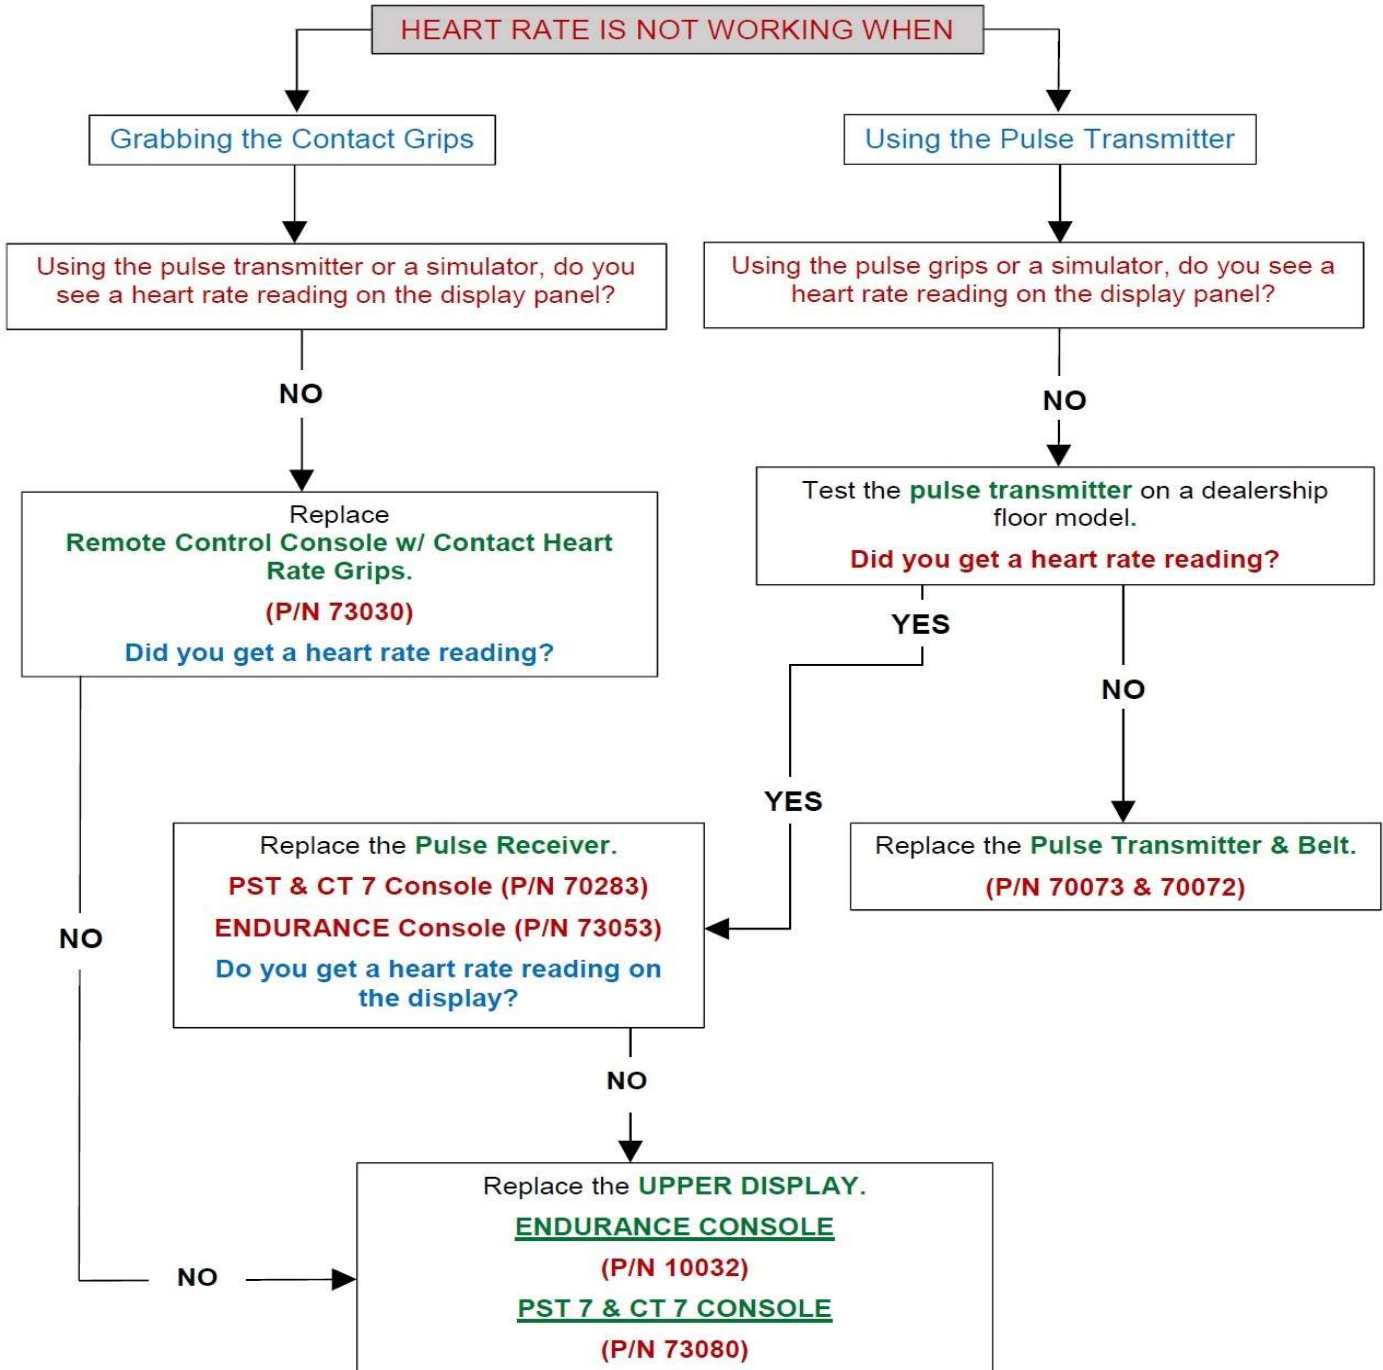 HEART RATE IS NOT WORKING WHEN
Grabbing the Contact Grips
Using the Pulse Transmitter
Using the pulse transmitter or a simulator, do you
see a heart rate reading on the display panel?
Using the pulse grips or a simulator, do you see a
heart rate reading on the display panel?
NO
NO
Replace
Remote Control Console w/ Contact Heart
Rate Grips.
(P/N 73030)
Did you get a heart rate reading?
Test the pulse transmitter on a dealership
floor model.
Did you get a heart rate reading?
YES
NO
YES
Replace the Pulse Receiver.
PST & CT 7 Console (P/N 70283)
ENDURANCE Console (P/N 73053)
Do you get a heart rate reading on
the display?
Replace the Pulse Transmitter & Belt.
(P/N 70073 & 70072)
NO
NO
NO
Replace the UPPER DISPLAY.
ENDURANCE CONSOLE
(P/N 10032)
PST 7 & CT 7 CONSOLE
(P/N 73080)